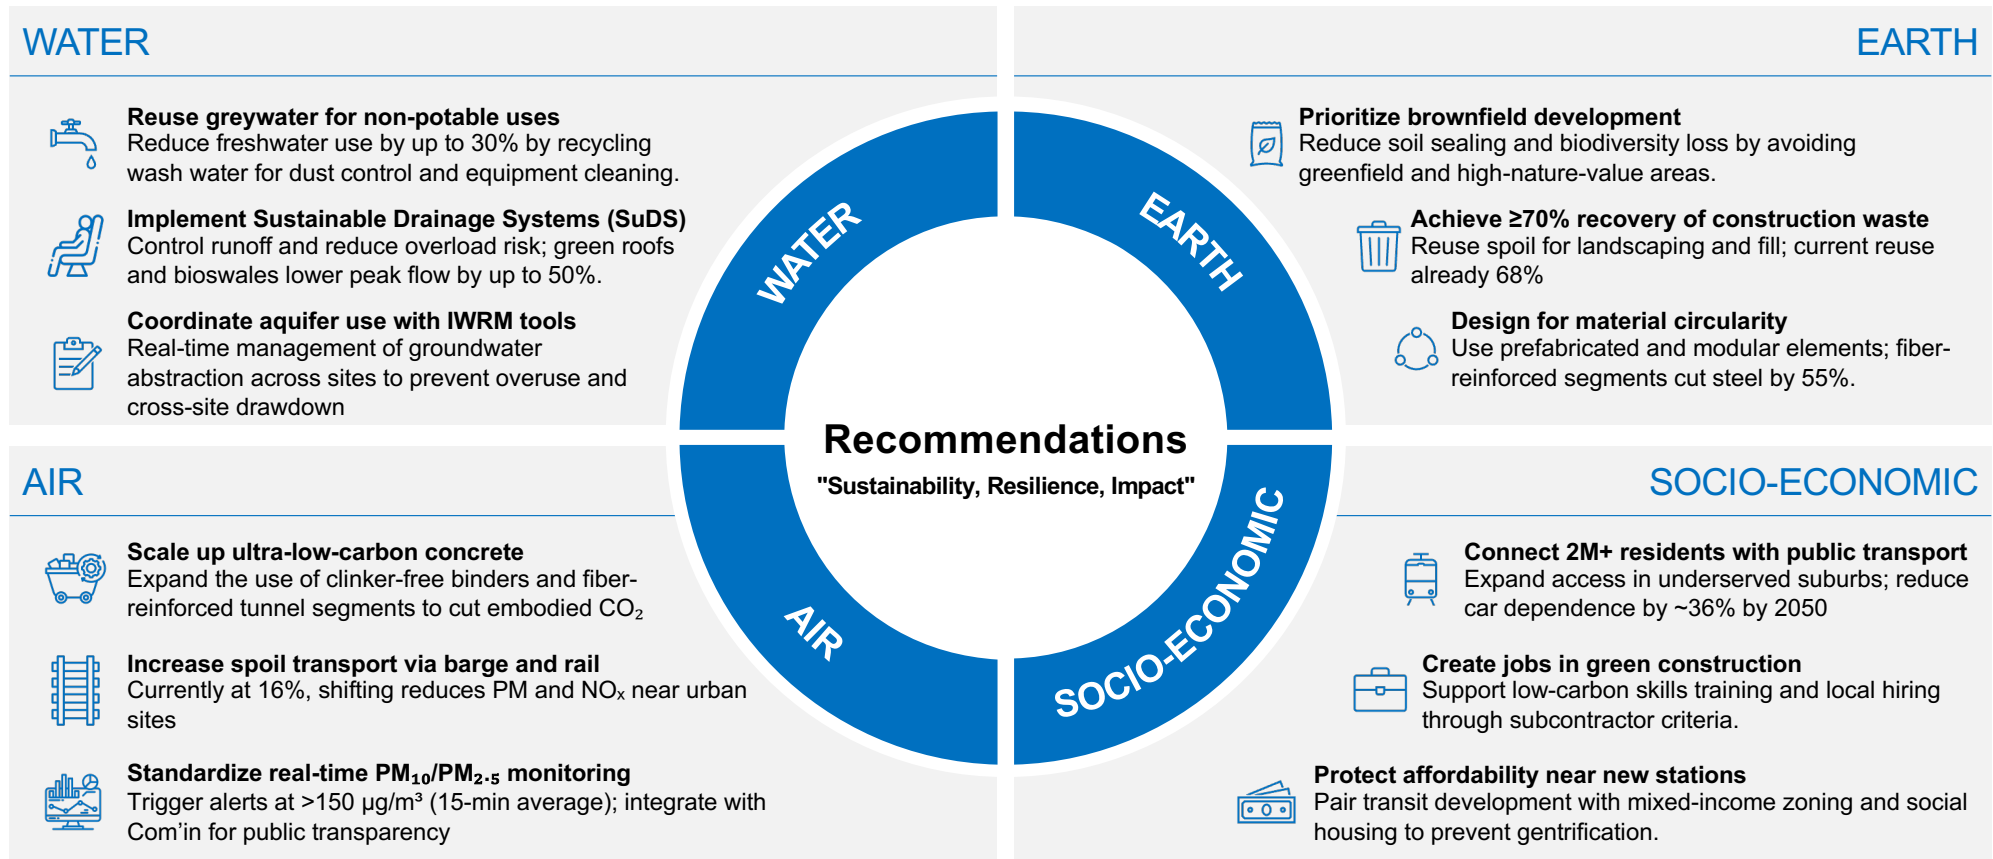 WATER
Reuse greywater for non-potable uses
Reduce freshwater use by up to 30% by recycling
wash water for dust control and equipment cleaning.
Implement Sustainable Drainage Systems (SuDS)
Control runoff and reduce overload risk; green roofs
and bioswales lower peak flow by up to 50%.
Coordinate aquifer use with IWRM tools
Real-time management of groundwater
abstraction across sites to prevent overuse and
cross-site drawdown
EARTH
Prioritize brownfield development
Reduce soil sealing and biodiversity loss by avoiding
greenfield and high-nature-value areas.
Achieve ≥70% recovery of construction waste
Reuse spoil for landscaping and fill; current reuse
already 68%
Design for material circularity
Use prefabricated and modular elements; fiber-
reinforced segments cut steel by 55%.
WATER
EARTH
Recommendations
"Sustainability, Resilience, Impact"
AIR
SOCIO-ECONOMIC
AIR
Scale up ultra-low-carbon concrete
Expand the use of clinker-free binders and fiber-
reinforced tunnel segments to cut embodied CO₂
Increase spoil transport via barge and rail
Currently at 16%, shifting reduces PM and NOₓ near urban
sites
Standardize real-time PM₁₀/PM₂.₅ monitoring
Trigger alerts at >150 µg/m³ (15-min average); integrate with
Com’in for public transparency
SOCIO-ECONOMIC
Connect 2M+ residents with public transport
Expand access in underserved suburbs; reduce
car dependence by ~36% by 2050
Create jobs in green construction
Support low-carbon skills training and local hiring
through subcontractor criteria.
Protect affordability near new stations
Pair transit development with mixed-income zoning and social
housing to prevent gentrification.